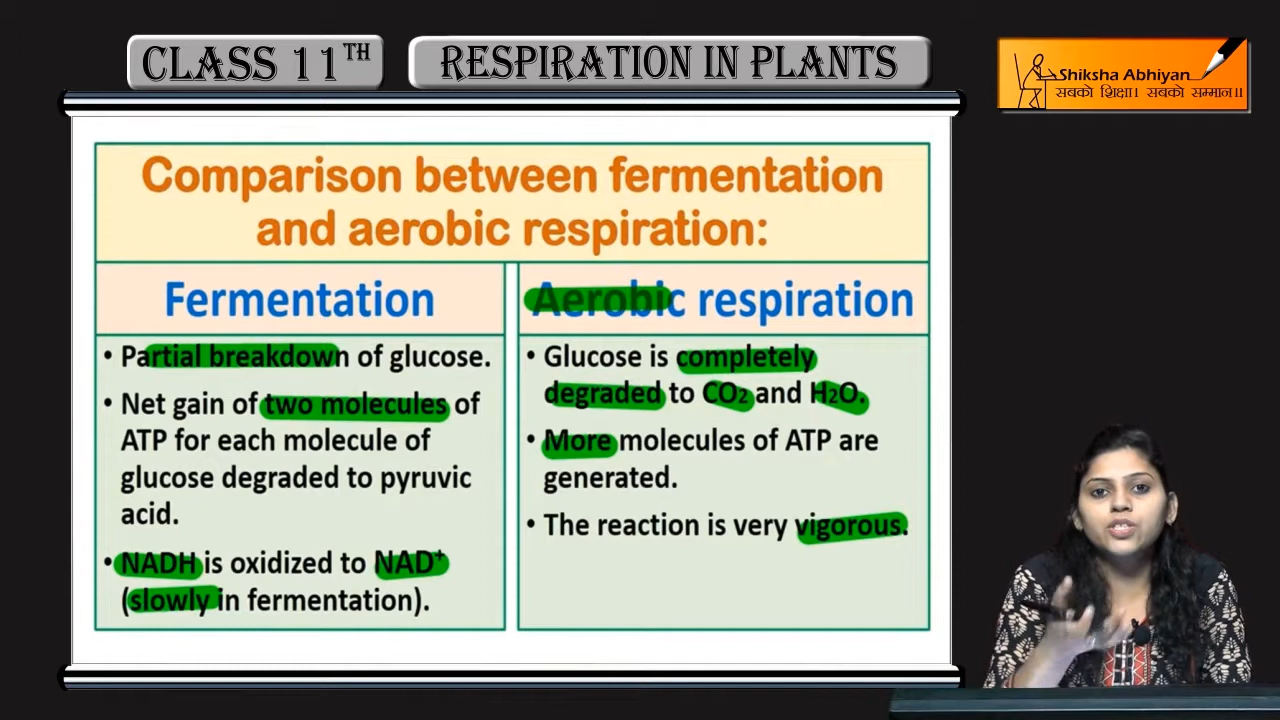 CLASS 11TH
RESPIRATION IN PLANTS
Shiksha Abhiyan
सबको शिक्षा। सबको सम्मान॥
Comparison between fermentation
and aerobic respiration:
Fermentation
• Partial breakdown of glucose.
• Net gain of two molecules of
ATP for each molecule of
glucose degraded to pyruvic
acid.
• NADH is oxidized to NAD⁺
(slowly in fermentation).
Aerobic respiration
• Glucose is completely
degraded to CO₂ and H₂O.
• More molecules of ATP are
generated.
• The reaction is very vigorous.